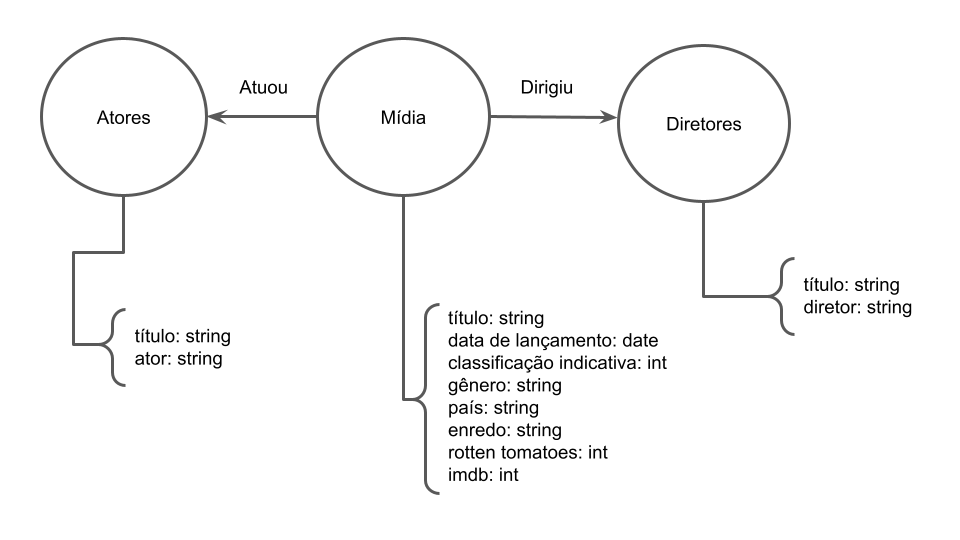 Atores
Atuou
Mídia
Dirigiu
Diretores
título: string
ator: string
título: string
data de lançamento: date
classificação indicativa: int
gênero: string
país: string
enredo: string
rotten tomatoes: int
imdb: int
título: string
diretor: string